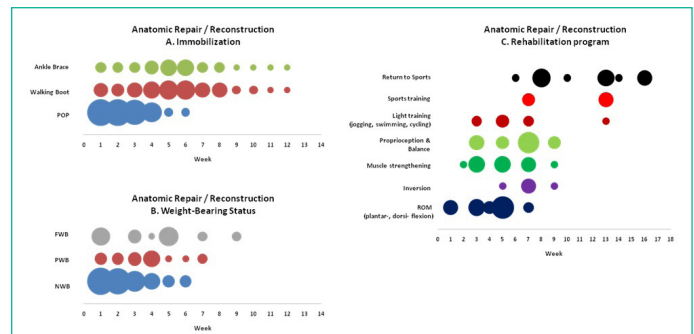 Anatomic Repair / Reconstruction
A. Immobilization
Ankle Brace
Walking Boot
POP
0 1 2 3 4 5 6 7 8 9 10 11 12 13 14
Week
Anatomic Repair / Reconstruction
B. Weight-Bearing Status
FWB
PWB
NWB
0 1 2 3 4 5 6 7 8 9 10 11 12 13 14
Week
Anatomic Repair / Reconstruction
C. Rehabilitation program
Return to Sports
Sports training
Light training
(jogging, swimming, cycling)
Proprioception &
Balance
Muscle strengthening
Inversion
ROM
(plantar-, dorsi- flexion)
0 1 2 3 4 5 6 7 8 9 10 11 12 13 14 15 16 17 18
Week